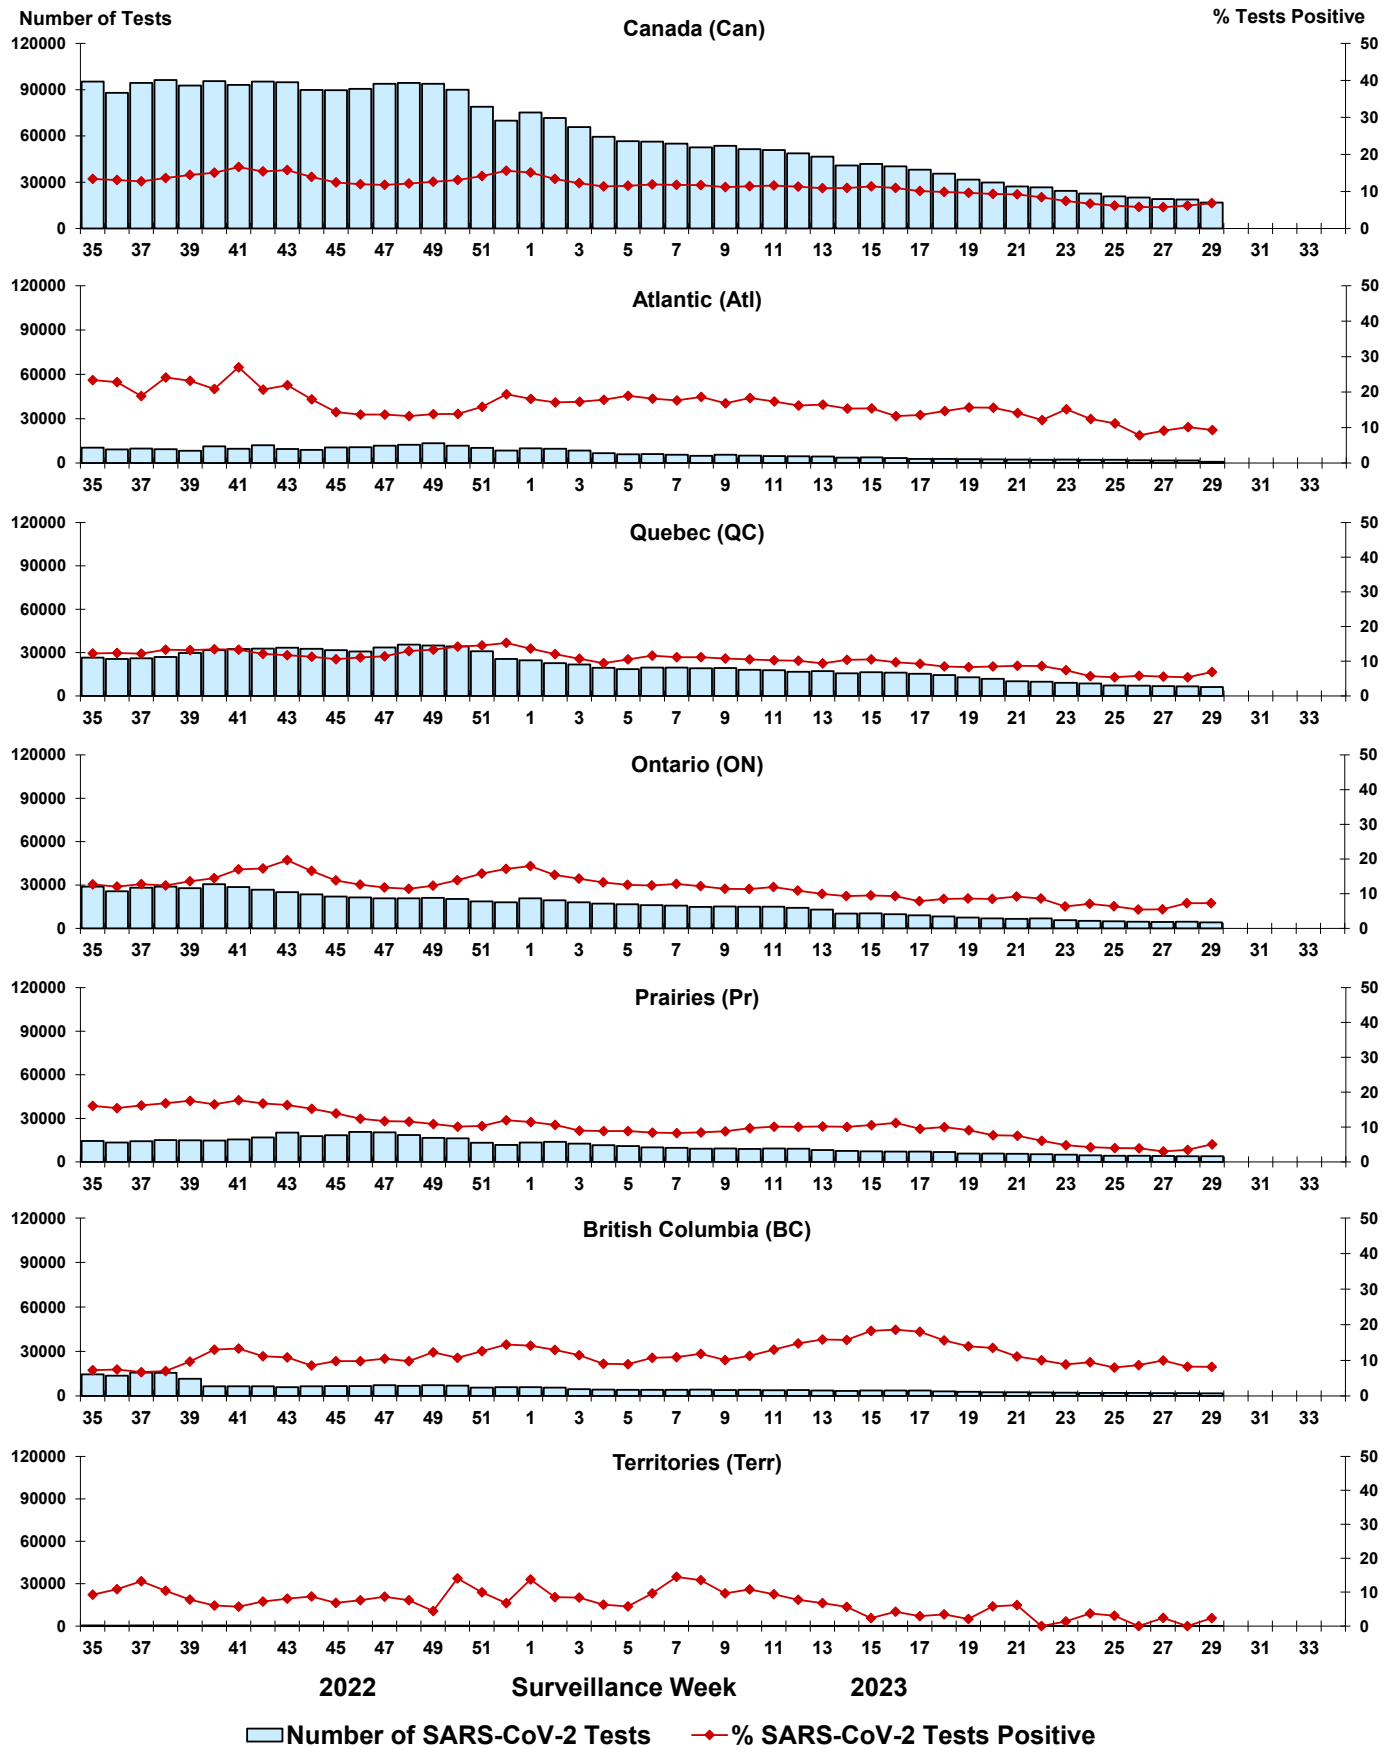 Number of Tests
% Tests Positive
Canada (Can)
120000 50
90000 40
60000 30
20
30000 10
0 0
35 37 39 41 43 45 47 49 51 1 3 5 7 9 11 13 15 17 19 21 23 25 27 29 31 33
Atlantic (Atl)
120000 50
90000 40
60000 30
20
30000 10
0 0
35 37 39 41 43 45 47 49 51 1 3 5 7 9 11 13 15 17 19 21 23 25 27 29 31 33
Quebec (QC)
120000 50
90000 40
60000 30
20
30000 10
0 0
35 37 39 41 43 45 47 49 51 1 3 5 7 9 11 13 15 17 19 21 23 25 27 29 31 33
Ontario (ON)
120000 50
90000 40
60000 30
20
30000 10
0 0
35 37 39 41 43 45 47 49 51 1 3 5 7 9 11 13 15 17 19 21 23 25 27 29 31 33
Prairies (Pr)
120000 50
90000 40
60000 30
20
30000 10
0 0
35 37 39 41 43 45 47 49 51 1 3 5 7 9 11 13 15 17 19 21 23 25 27 29 31 33
British Columbia (BC)
120000 50
90000 40
60000 30
20
30000 10
0 0
35 37 39 41 43 45 47 49 51 1 3 5 7 9 11 13 15 17 19 21 23 25 27 29 31 33
Territories (Terr)
120000 50
90000 40
60000 30
20
30000 10
0 0
35 37 39 41 43 45 47 49 51 1 3 5 7 9 11 13 15 17 19 21 23 25 27 29 31 33
2022 Surveillance Week 2023
Number of SARS-CoV-2 Tests % SARS-CoV-2 Tests Positive